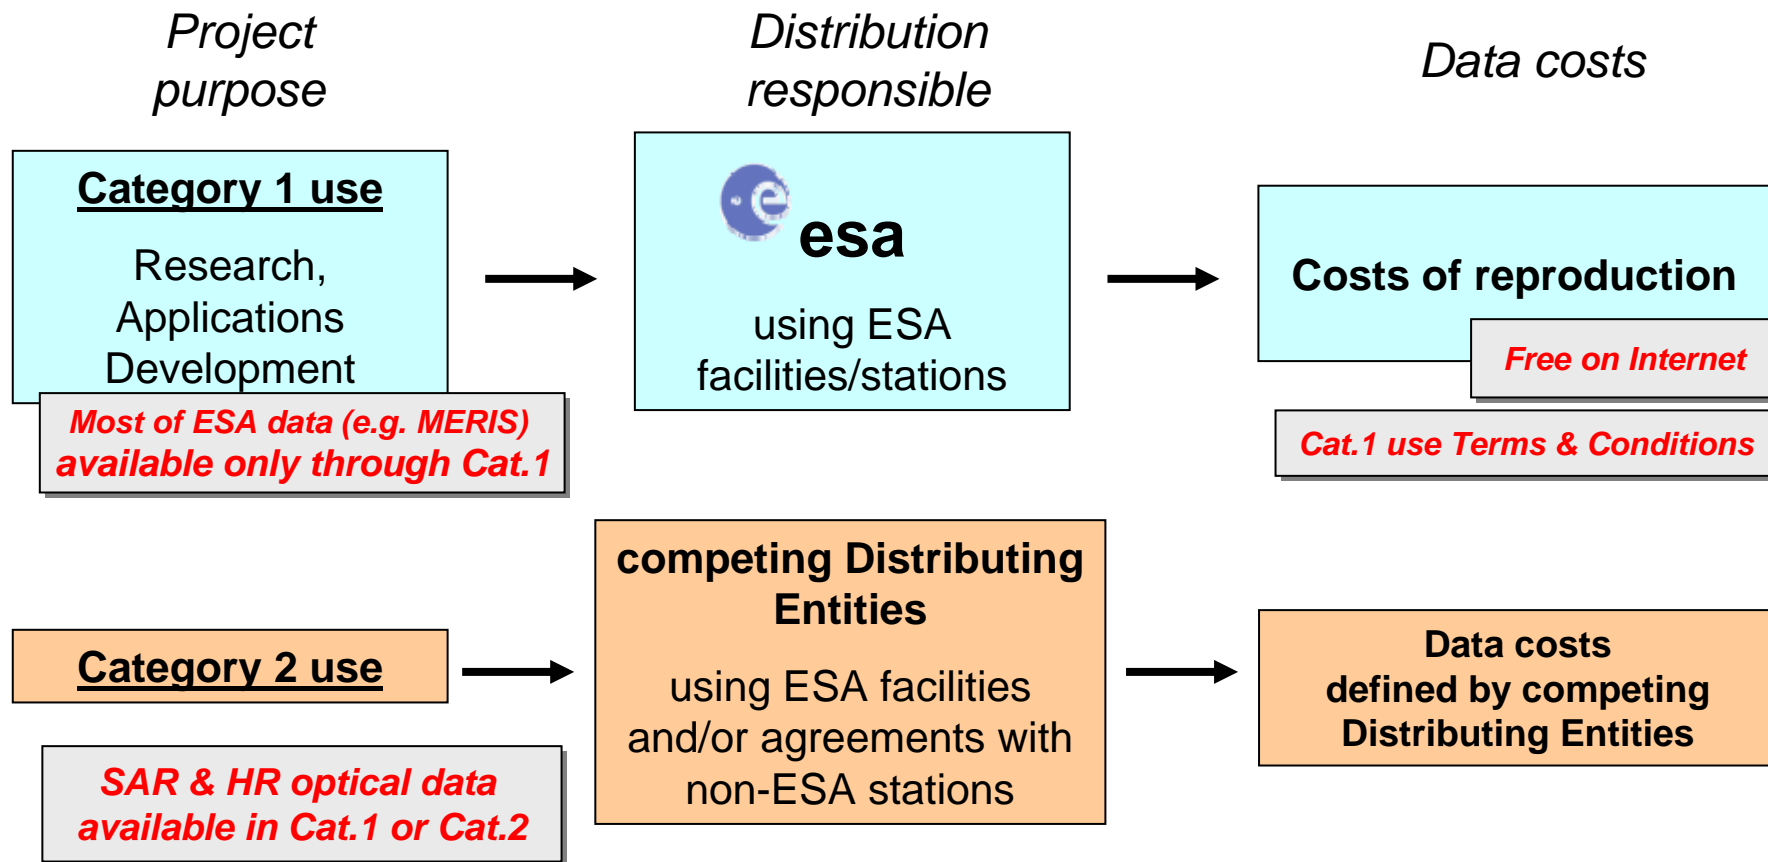 Project
purpose
Distribution
responsible
Data costs
Category 1 use
Research,
Applications
Development
Most of ESA data (e.g. MERIS)
available only through Cat.1
e
esa
using ESA
facilities/stations
Costs of reproduction
Free on Internet
Cat.1 use Terms & Conditions
Category 2 use
SAR & HR optical data
available in Cat.1 or Cat.2
competing Distributing
Entities
using ESA facilities
and/or agreements with
non-ESA stations
Data costs
defined by competing
Distributing Entities